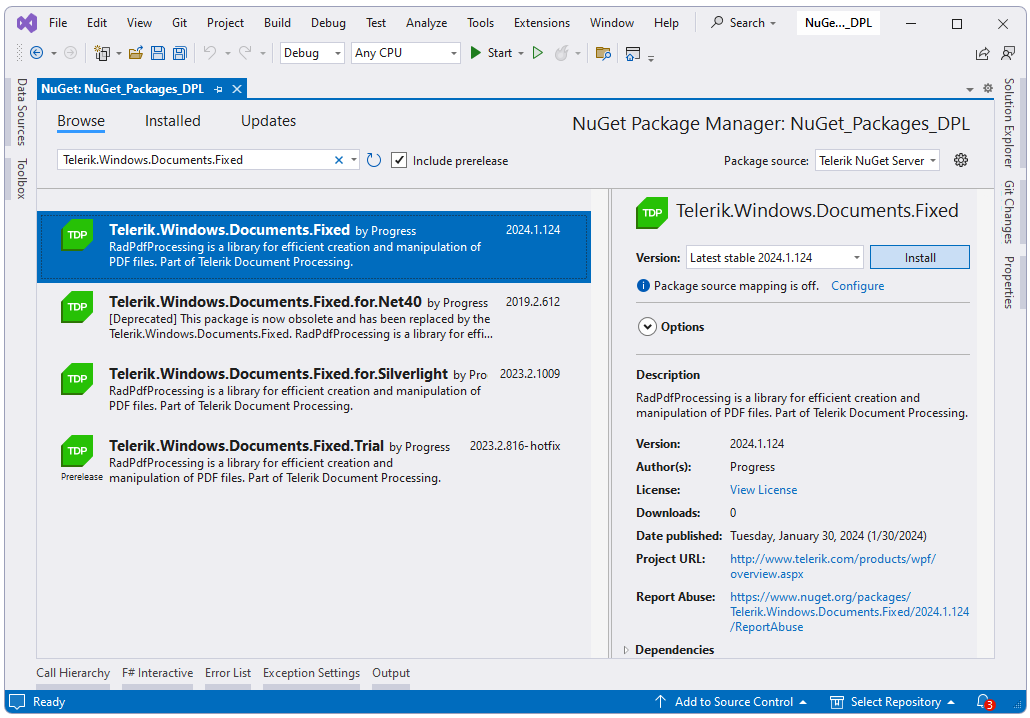 File Edit View Git Project Build Debug Test Analyze Tools Extensions Window Help Search NuGe..._DPL
Debug Any CPU Start
Data Sources
Toolbox
NuGet: NuGet_Packages_DPL
Browse Installed Updates
NuGet Package Manager: NuGet_Packages_DPL
Telerik.Windows.Documents.Fixed
Include prerelease
Package source: Telerik NuGet Server
TDP
Telerik.Windows.Documents.Fixed by Progress 2024.1.124
RadPdfProcessing is a library for efficient creation and manipulation of
PDF files. Part of Telerik Document Processing.
TDP
Telerik.Windows.Documents.Fixed.for.Net40 by Progress 2019.2.612
[Deprecated] This package is now obsolete and has been replaced by the
Telerik.Windows.Documents.Fixed. RadPdfProcessing is a library for effi...
TDP
Telerik.Windows.Documents.Fixed.for.Silverlight by Pro 2023.2.1009
RadPdfProcessing is a library for efficient creation and manipulation of
PDF files. Part of Telerik Document Processing.
TDP
Prerelease
Telerik.Windows.Documents.Fixed.Trial by Progress 2023.2.816-hotfix
RadPdfProcessing is a library for efficient creation and
manipulation of PDF files. Part of Telerik Document Processing.
TDP
Telerik.Windows.Documents.Fixed
Version: Latest stable 2024.1.124 Install
Package source mapping is off. Configure
Options
Description
RadPdfProcessing is a library for efficient creation and
manipulation of PDF files. Part of Telerik Document Processing.
Version: 2024.1.124
Author(s): Progress
License: View License
Downloads: 0
Date published: Tuesday, January 30, 2024 (1/30/2024)
Project URL: http://www.telerik.com/products/wpf/
overview.aspx
Report Abuse: https://www.nuget.org/packages/
Telerik.Windows.Documents.Fixed/2024.1.124
/ReportAbuse
Dependencies
Solution Explorer
Git Changes
Properties
Call Hierarchy F# Interactive Error List Exception Settings Output
Ready Add to Source Control Select Repository 3